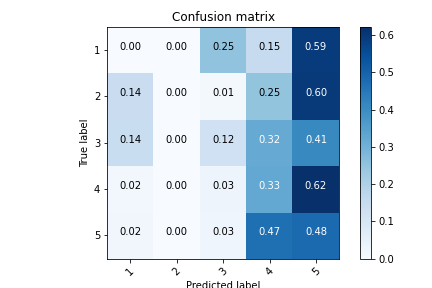 Confusion matrix
1 0.00 0.00 0.25 0.15 0.59
2 0.14 0.00 0.01 0.25 0.60
3 0.14 0.00 0.12 0.32 0.41
4 0.02 0.00 0.03 0.33 0.62
5 0.02 0.00 0.03 0.47 0.48
1 2 3 4 5
True label
Predicted label
0.6
0.5
0.4
0.3
0.2
0.1
0.0